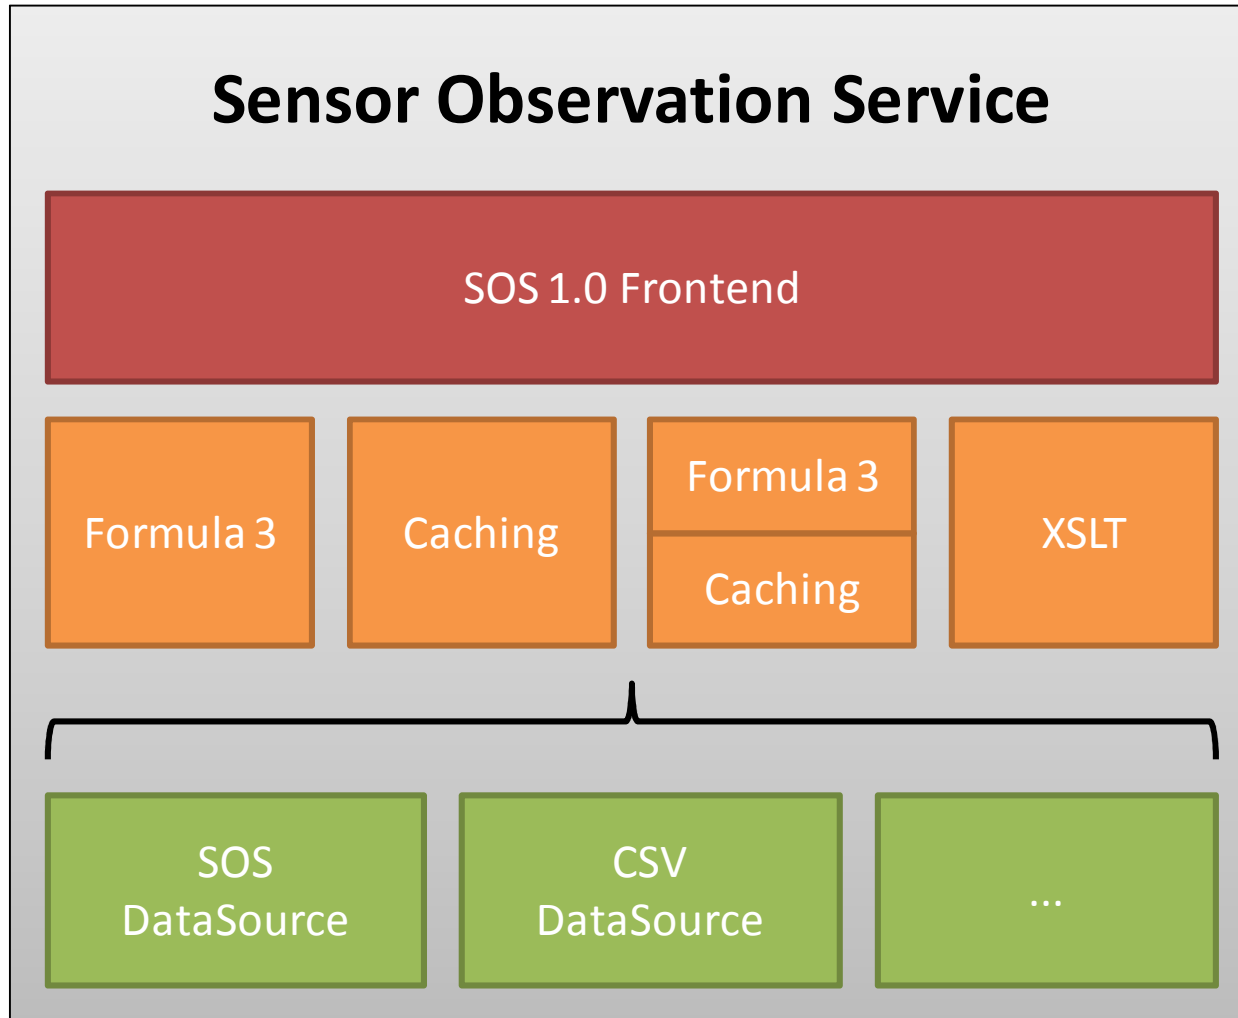 Sensor Observation Service
SOS 1.0 Frontend
Formula 3
Caching
Formula 3
Caching
XSLT
SOS
DataSource
CSV
DataSource
...